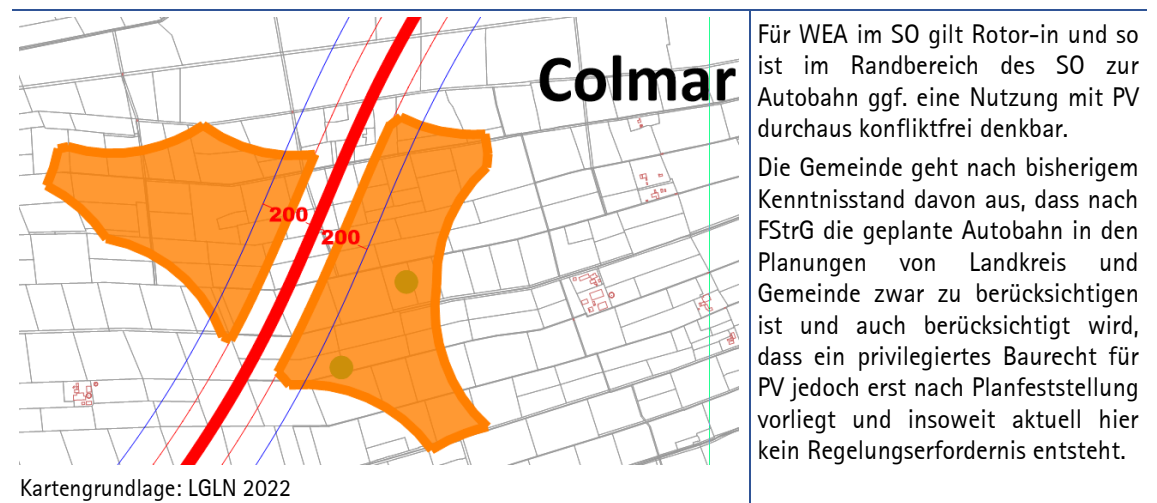 Colmar
200
200
Kartengrundlage: LGLN 2022
Für WEA im SO gilt Rotor-in und so
ist im Randbereich des SO zur
Autobahn ggf. eine Nutzung mit PV
durchaus konfliktfrei denkbar.
Die Gemeinde geht nach bisherigem
Kenntnisstand davon aus, dass nach
FStrG die geplante Autobahn in den
Planungen von Landkreis und
Gemeinde zwar zu berücksichtigen
ist und auch berücksichtigt wird,
dass ein privilegiertes Baurecht für
PV jedoch erst nach Planfeststellung
vorliegt und insoweit aktuell hier
kein Regelungserfordernis entsteht.